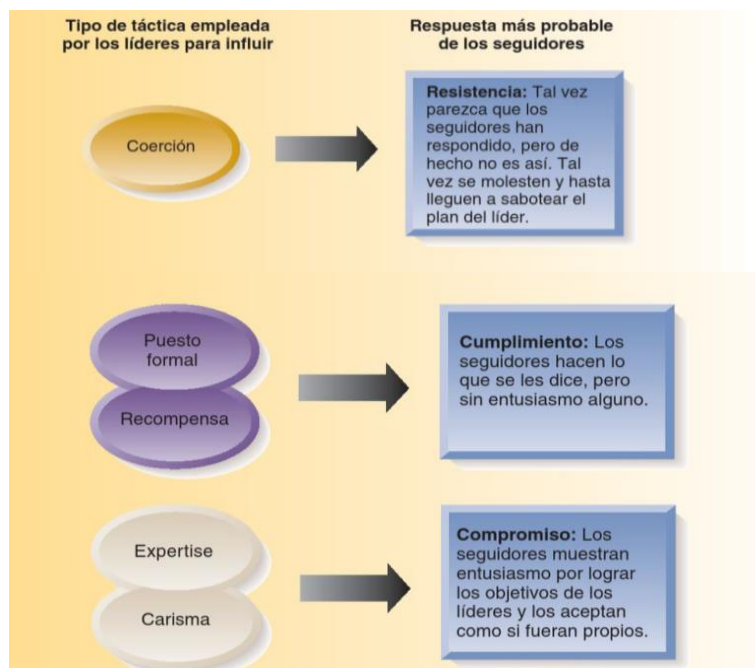 Tipo de táctica empleada
por los líderes para influir
Respuesta más probable
de los seguidores
Coerción
Resistencia: Tal vez
parezca que los
seguidores han
respondido, pero de
hecho no es así. Tal
vez se molesten y hasta
lleguen a sabotear el
plan del líder.
Puesto
formal
Recompensa
Cumplimiento: Los
seguidores hacen lo
que se les dice, pero
sin entusiasmo alguno.
Expertise
Carisma
Compromiso: Los
seguidores muestran
entusiasmo por lograr
los objetivos de los
líderes y los aceptan
como si fueran propios.